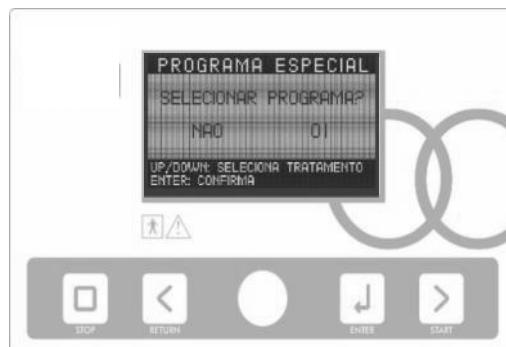 PROGRAMA ESPECIAL
SELECIONAR PROGRAMA?
NAO 01
UP/DOWN: SELECIONA TRATAMENTO
ENTER: CONFIRMA
STOP
RETURN
ENTER
START